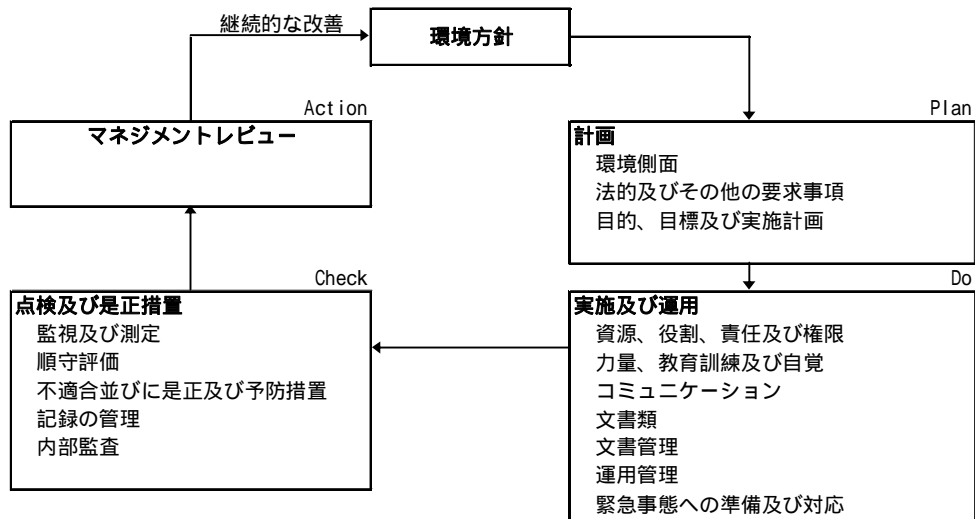 継続的な改善
環境方針
Action
マネジメントレビュー
Plan
計画
環境側面
法的及びその他の要求事項
目的、目標及び実施計画
Check
点検及び是正措置
監視及び測定
順守評価
不適合並びに是正及び予防措置
記録の管理
内部監査
Do
実施及び運用
資源、役割、責任及び権限
力量、教育訓練及び自覚
コミュニケーション
文書類
文書管理
運用管理
緊急事態への準備及び対応